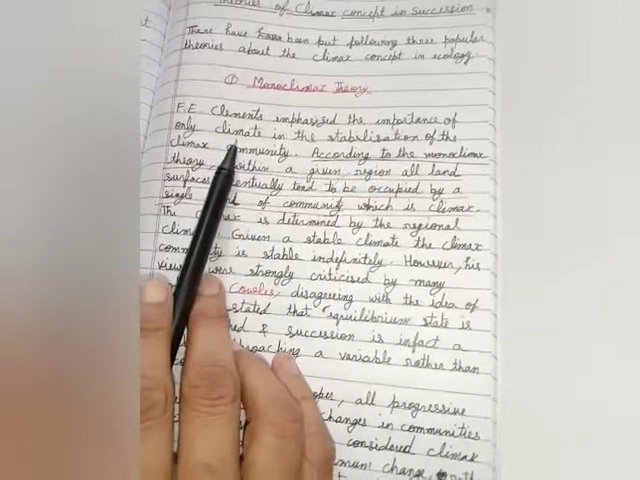 theories of Climax concept in Succession
There have been put following three popular
theories about the climax concept in ecology
① Monoclimax Theory
F.E Clements emphasised the importance of
only climate in the stabilisation of the
climax community. According to the monoclimax
theory within a given region all land
surfaces eventually tend to be occupied by a
single of community which is climax.
The is determined by the regional
Given a stable climate the climax
is stable indefinitely. However, his
were strongly criticised by many
Cowles, disagreeing with the idea of
stated that equilibrium state is
& succession is infact a
approaching a variable rather than
all progressive
changes in communities
considered climax
change,